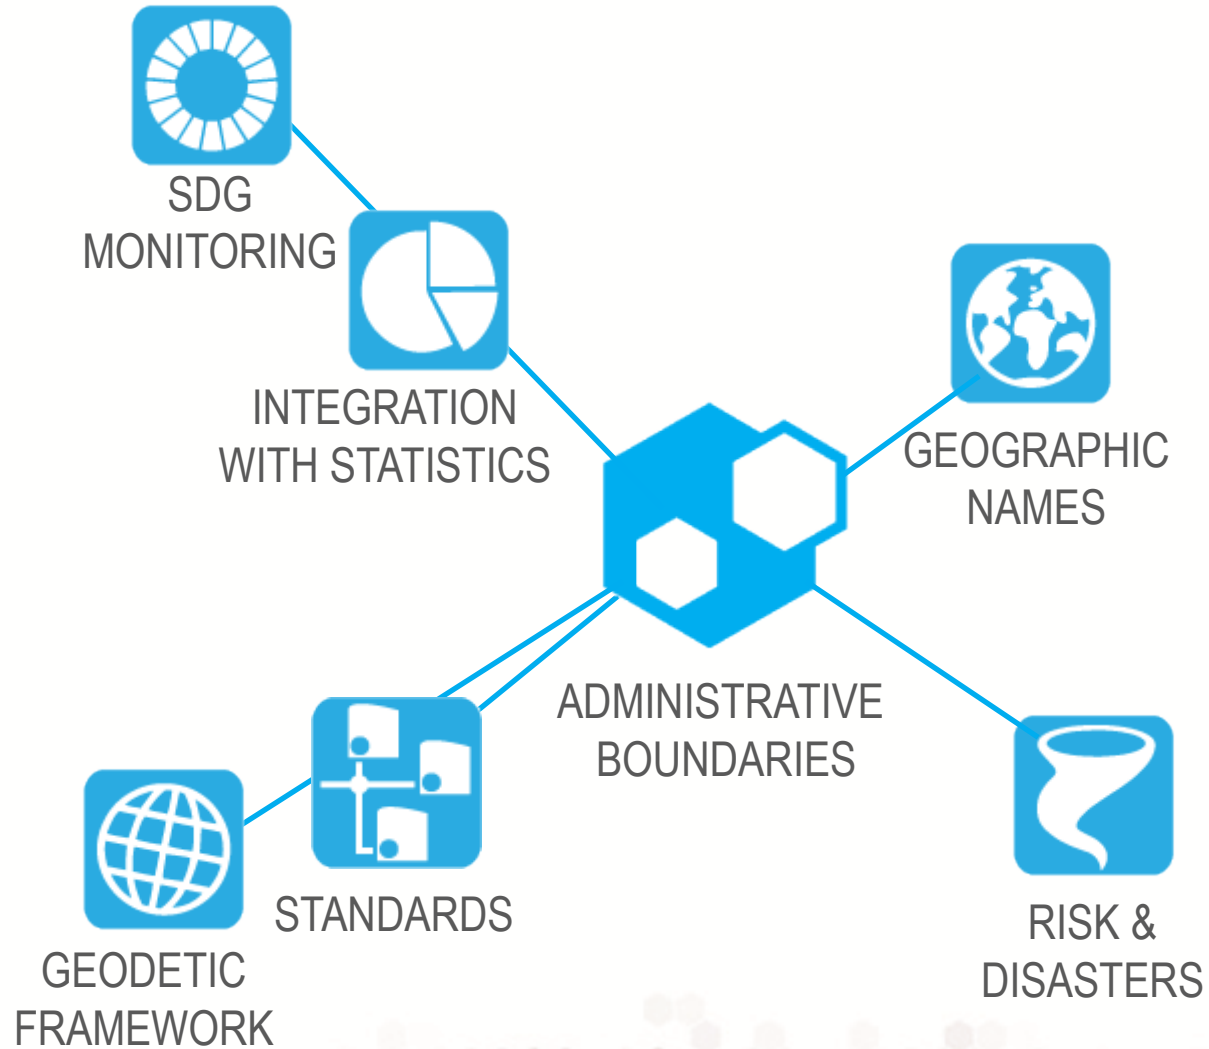 SDG
MONITORING
INTEGRATION
WITH STATISTICS
GEOGRAPHIC
NAMES
ADMINISTRATIVE
BOUNDARIES
STANDARDS
GEODETIC
FRAMEWORK
RISK &
DISASTERS